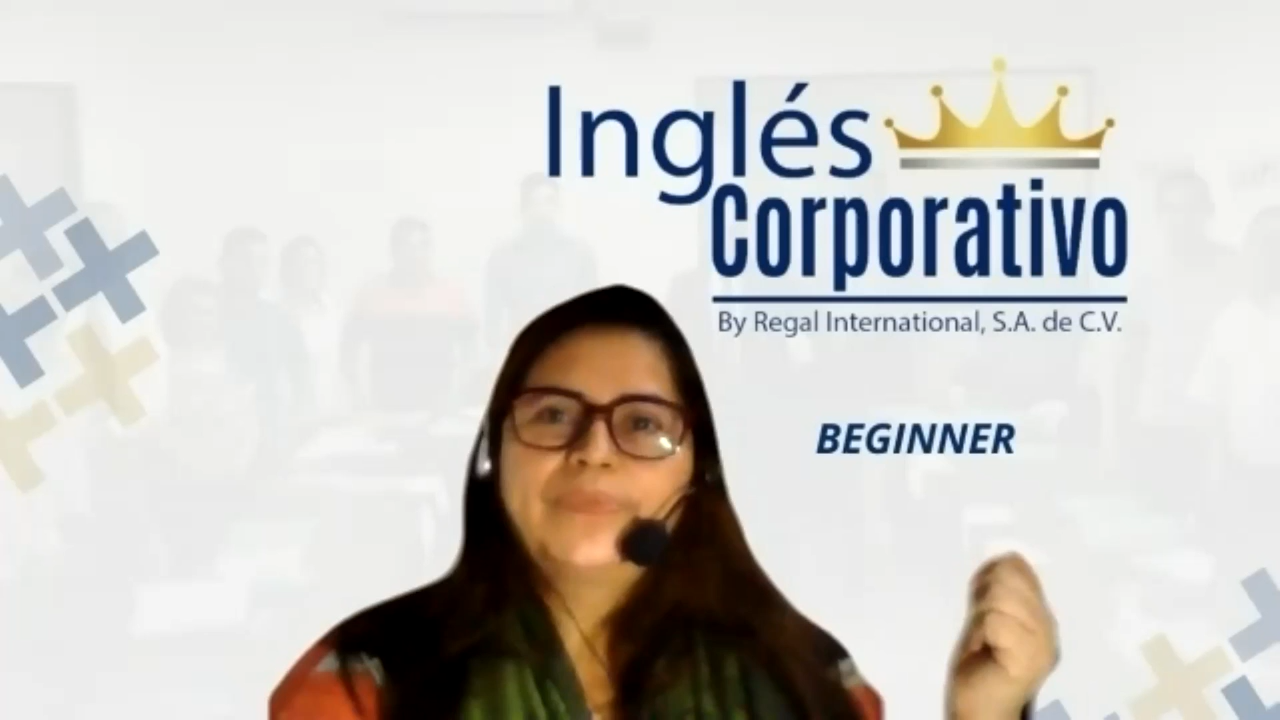 Inglés
Corporativo
By Regal International, S.A. de C.V.
BEGINNER